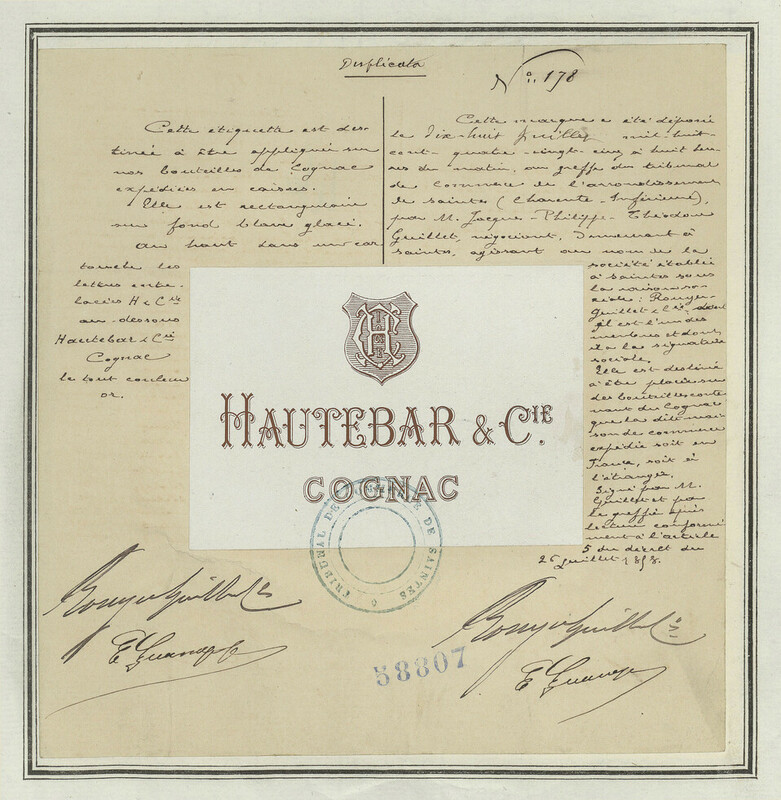 Duplicata
No. 178
Cette étiquette est des-
tinée à être appliquée sur
nos bouteilles de Cognac
expédiées en caisses.
Elle est rectangulaire
sur fond blanc glacé.
au haut dans un car-
touche les
lettres entre-
lacées H & Cie
au-dessous
Hautebar & Cie
Cognac
le tout couleur
or.
Cette marque a été déposée
le dix-huit Juillet mil huit-
cent-quatre-vingt-cinq à huit heu-
res du matin, au greffe du tribunal
de Commerce de l'arrondissement
de Saintes (Charente-Inférieure),
par M. Jacques-Philippe-Théodore
Guillet, négociant, demeurant à
Saintes, agissant au nom de la
société établie
à Saintes sous
la raison so-
ciale: Rouyer-
Guillet & Cie dont
il est l'un des
membres et dont
il a la signature
sociale.
Elle est destinée
à être placée sur
des bouteilles conte-
nant du Cognac
que la dite mai-
son de commerce
expédie soit en
France, soit à
l'étranger.
Signé par M.
Guillet et par
le greffier après
lecture conformé-
ment à l'article
5 du décret du
26 Juillet 1858.
HC
HAUTEBAR & CIE.
COGNAC
TRIBUNAL DE COMMERCE DE SAINTES
Rouyer Guillet & Cie
Rouyer Guillet & Cie
58807